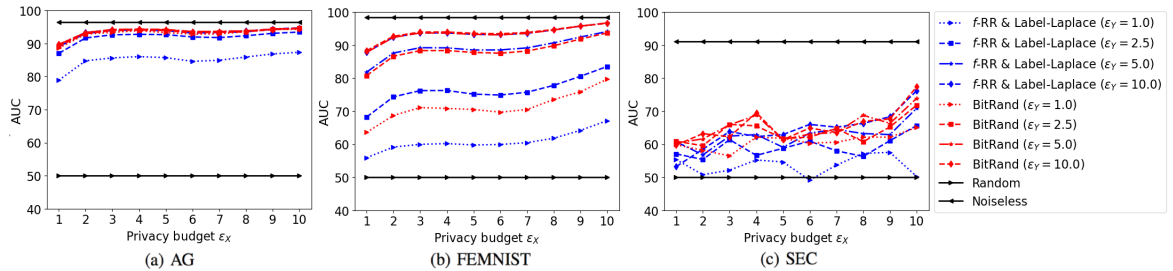 AUC
100
90
80
70
60
50
40
1 2 3 4 5 6 7 8 9 10
Privacy budget εX
(a) AG
AUC
100
90
80
70
60
50
40
1 2 3 4 5 6 7 8 9 10
Privacy budget εX
(b) FEMNIST
AUC
100
90
80
70
60
50
40
1 2 3 4 5 6 7 8 9 10
Privacy budget εX
(c) SEC
f-RR & Label-Laplace (εY = 1.0)
f-RR & Label-Laplace (εY = 2.5)
f-RR & Label-Laplace (εY = 5.0)
f-RR & Label-Laplace (εY = 10.0)
BitRand (εY = 1.0)
BitRand (εY = 2.5)
BitRand (εY = 5.0)
BitRand (εY = 10.0)
Random
Noiseless